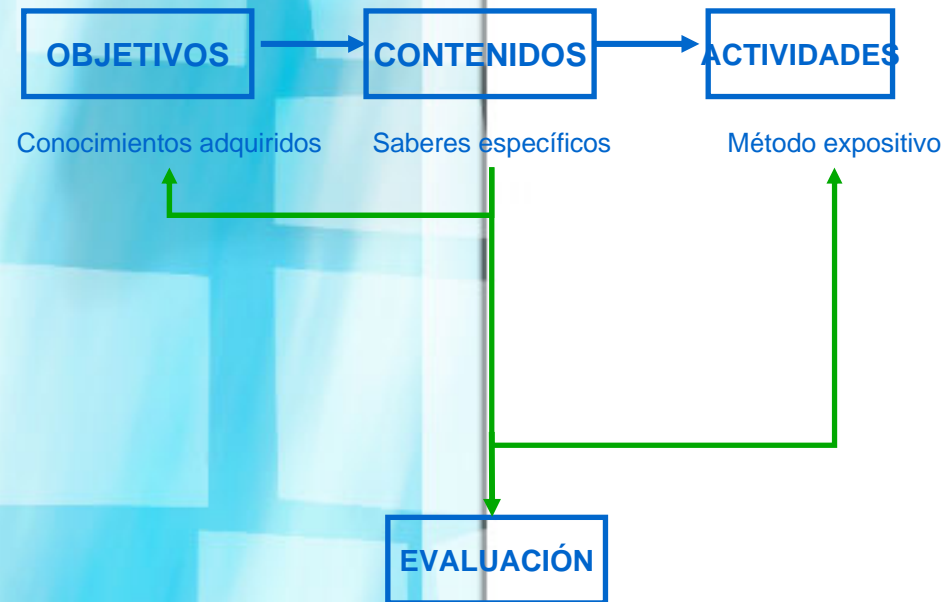 OBJETIVOS
CONTENIDOS
ACTIVIDADES
Conocimientos adquiridos
Saberes específicos
Método expositivo
EVALUACIÓN